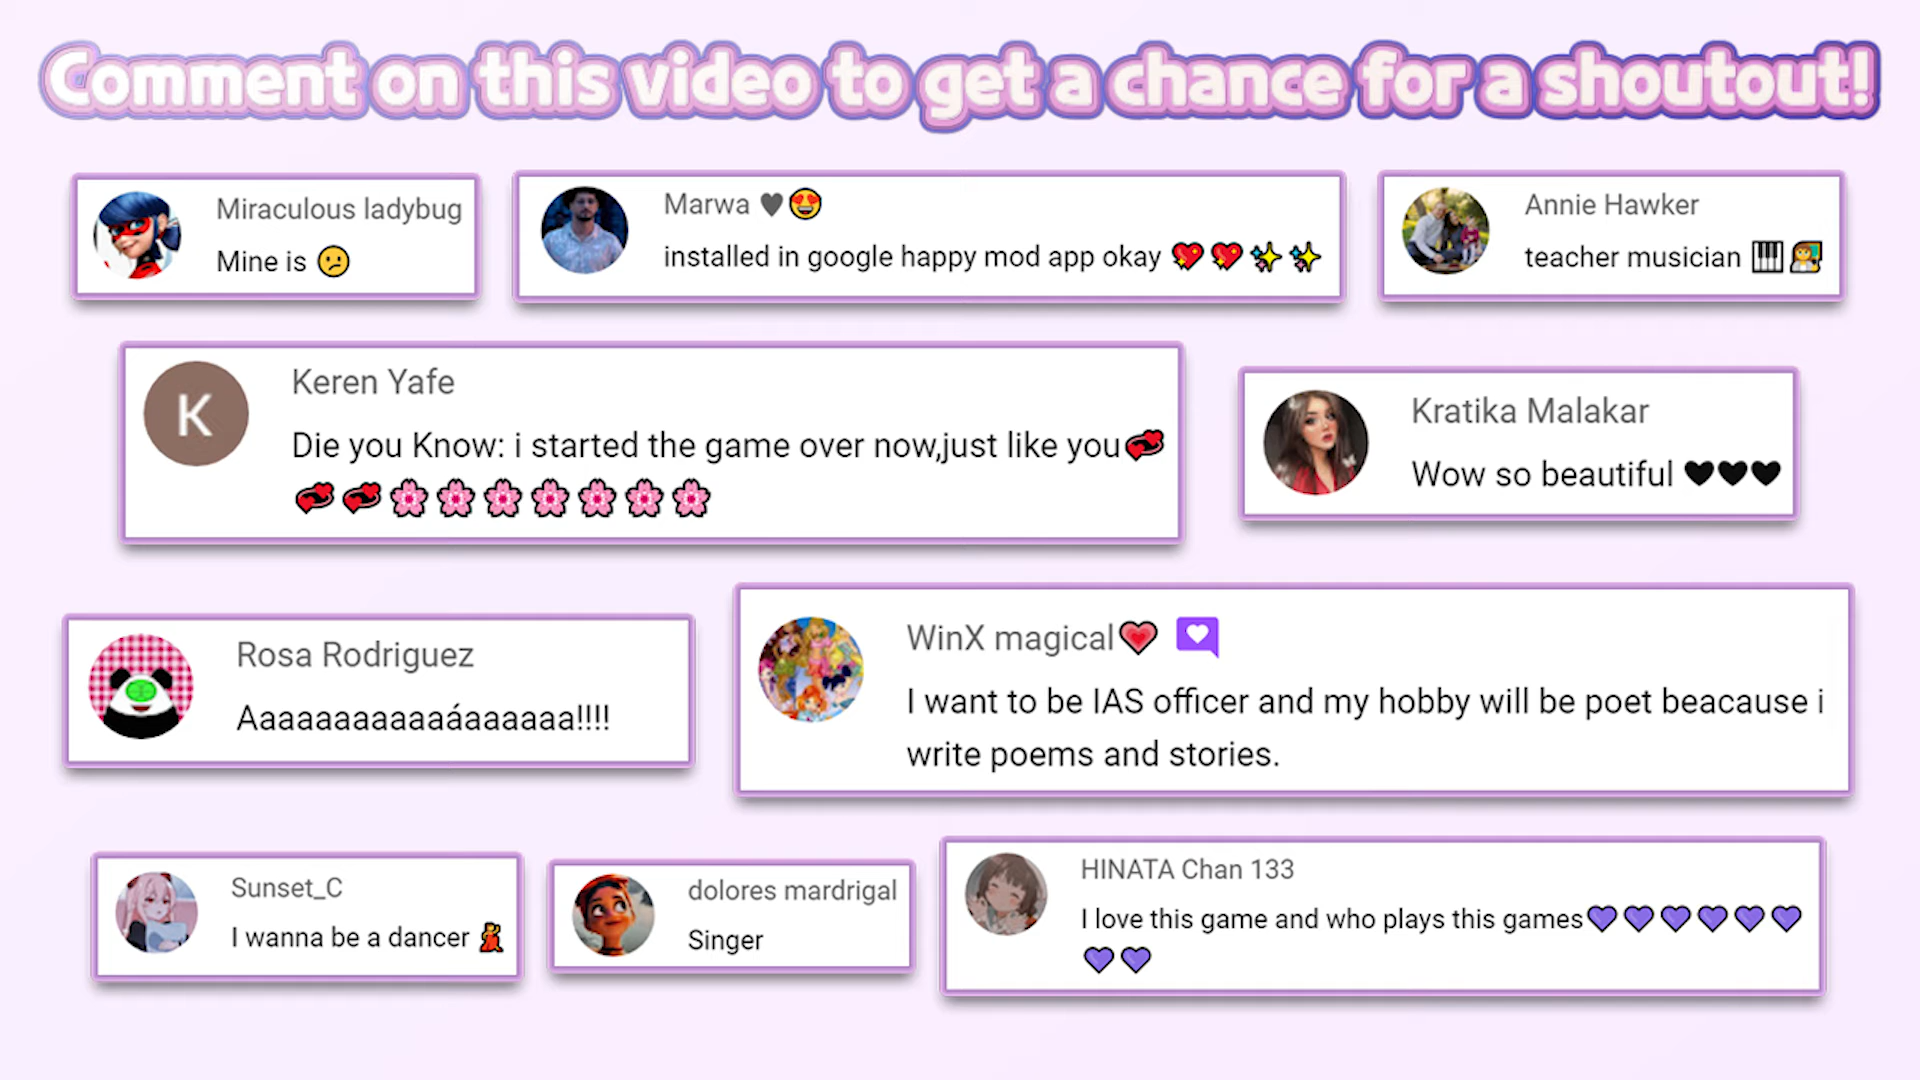 Comment on this video to get a chance for a shoutout!
Miraculous ladybug
Mine is 😕
Marwa 🖤😍
installed in google happy mod app okay 💖💖✨✨
Annie Hawker
teacher musician 🎹👩‍🏫
K
Keren Yafe
Die you Know: i started the game over now,just like you💞
💞💞🌸🌸🌸🌸🌸🌸🌸
Kratika Malakar
Wow so beautiful 🖤🖤🖤
Rosa Rodriguez
Aaaaaaaaaaaáaaaaaa!!!!
WinX magical💗
I want to be IAS officer and my hobby will be poet beacause i
write poems and stories.
Sunset_C
I wanna be a dancer 💃
dolores mardrigal
Singer
HINATA Chan 133
I love this game and who plays this games💜💜💜💜💜💜
💜💜